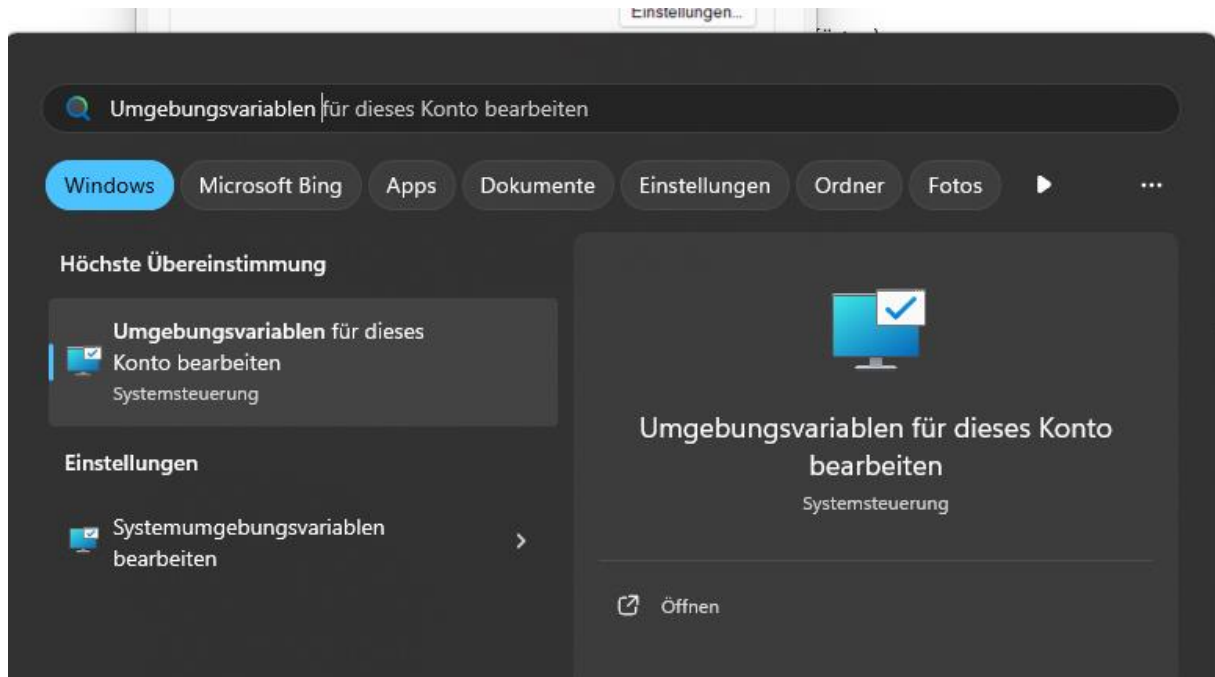 Einstellungen...
Umgebungsvariablen für dieses Konto bearbeiten
Windows Microsoft Bing Apps Dokumente Einstellungen Ordner Fotos ...
Höchste Übereinstimmung
Umgebungsvariablen für dieses
Konto bearbeiten
Systemsteuerung
Einstellungen
Systemumgebungsvariablen
bearbeiten
Umgebungsvariablen für dieses Konto
bearbeiten
Systemsteuerung
Öffnen